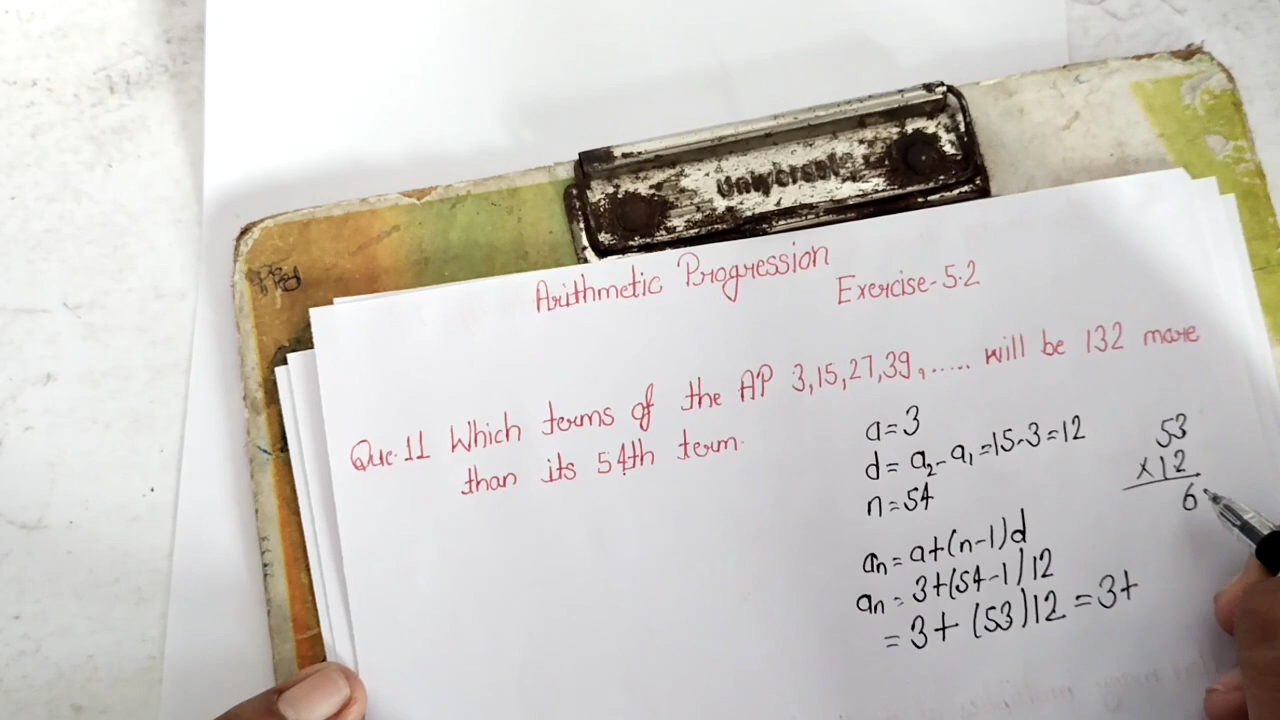 Universal
Arithmetic Progression
Exercise-5.2
Que.11 Which terms of the AP 3,15,27,39,..... will be 132 more
than its 54th term.
a=3
d= a₂-a₁=15-3=12
n=54
aₙ=a+(n-1)d
aₙ=3+(54-1)12
=3+(53)12=3+
53
×12
6